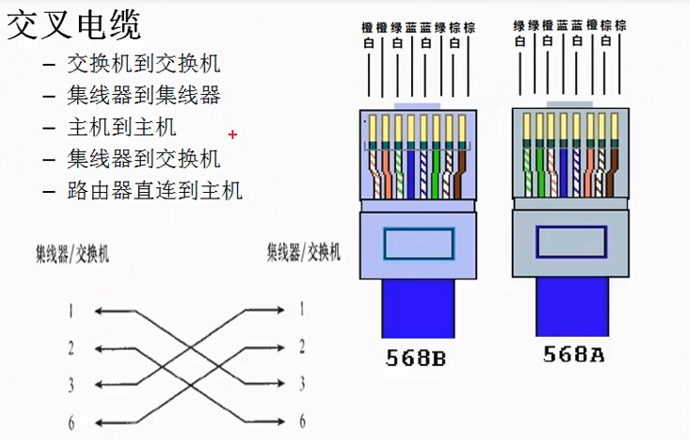 交叉电缆
– 交换机到交换机
– 集线器到集线器
– 主机到主机
– 集线器到交换机
– 路由器直连到主机
橙 橙 绿 蓝 蓝 绿 棕 棕
白 白 白 白
绿 绿 橙 蓝 蓝 橙 棕 棕
白 白 白 白
568B
568A
集线器/交换机
集线器/交换机
1 1
2 2
3 3
6 6